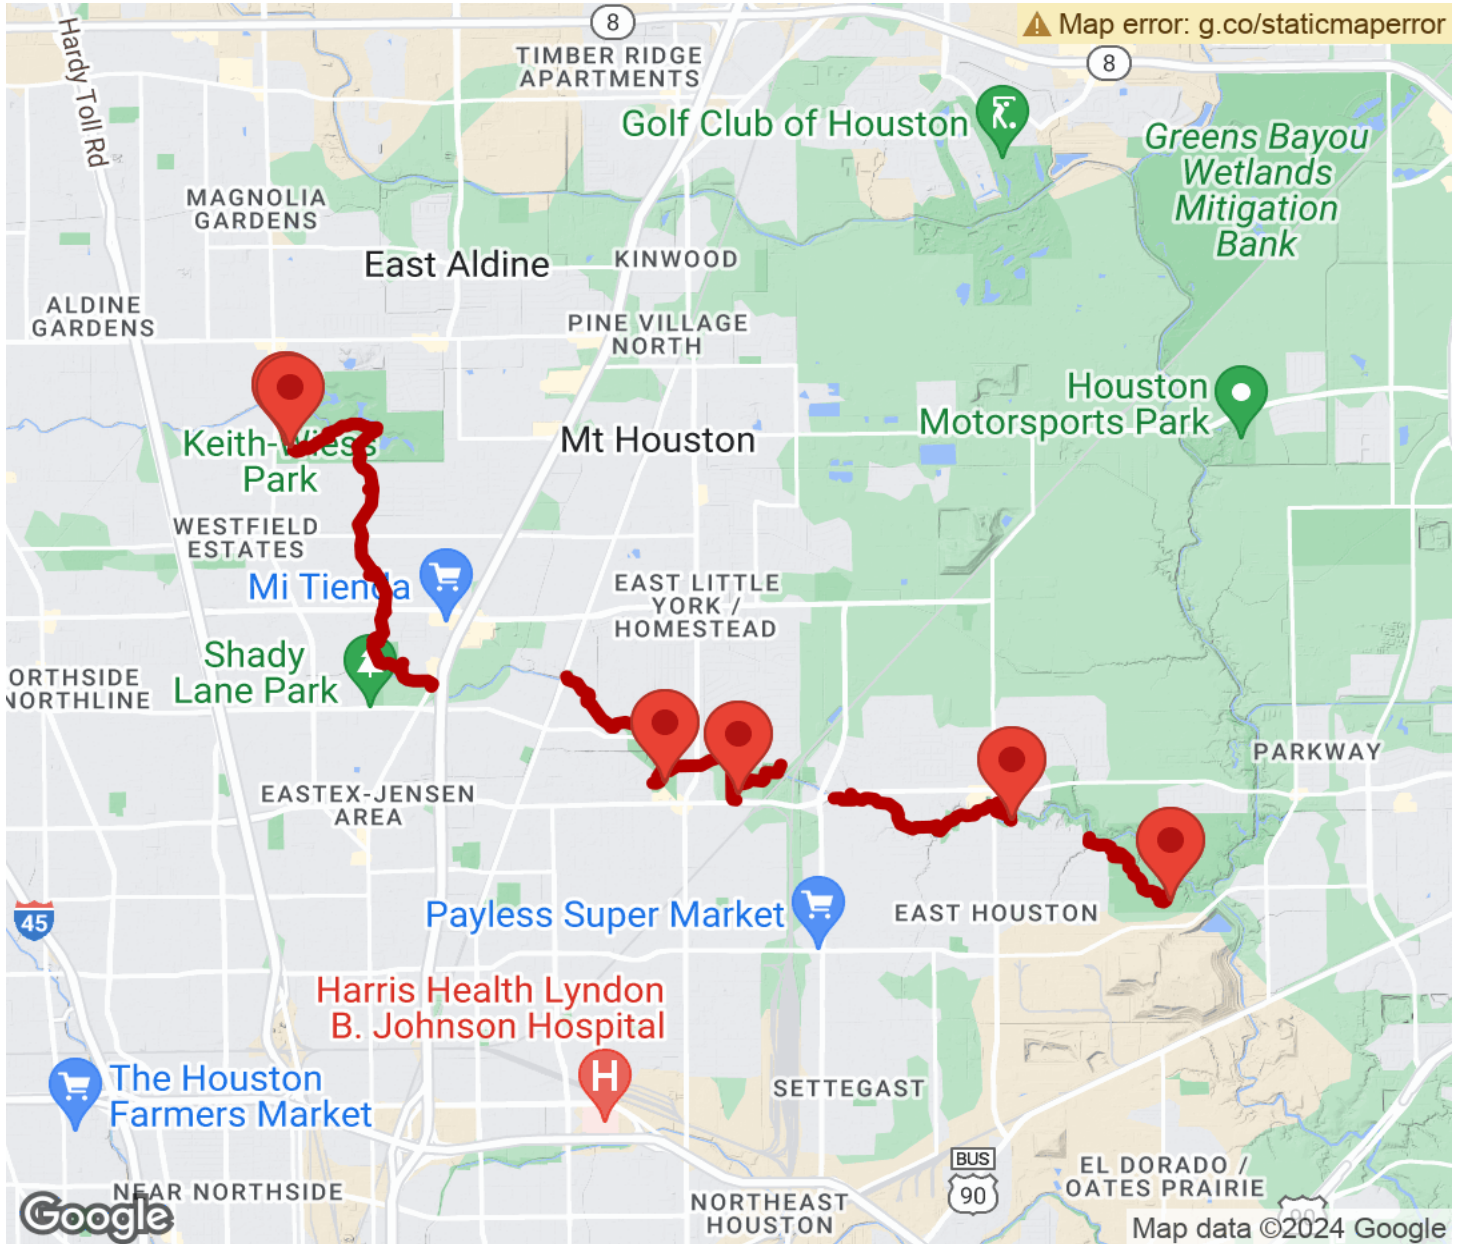 8
Map error: g.co/staticmaperror
Hardy Toll Rd
TIMBER RIDGE
APARTMENTS
8
Golf Club of Houston
Greens Bayou
Wetlands
Mitigation
Bank
MAGNOLIA
GARDENS
East Aldine
KINWOOD
ALDINE
GARDENS
PINE VILLAGE
NORTH
Houston
Motorsports Park
Keith-Wiess
Park
Mt Houston
WESTFIELD
ESTATES
Mi Tienda
EAST LITTLE
YORK /
HOMESTEAD
Shady
Lane Park
ORTHSIDE
NORTHLINE
PARKWAY
EASTEX-JENSEN
AREA
45
Payless Super Market
EAST HOUSTON
Harris Health Lyndon
B. Johnson Hospital
H
The Houston
Farmers Market
SETTEGAST
BUS
90
EL DORADO /
OATES PRAIRIE
NEAR NORTHSIDE
NORTHEAST
HOUSTON
90
Google
Map data ©2024 Google